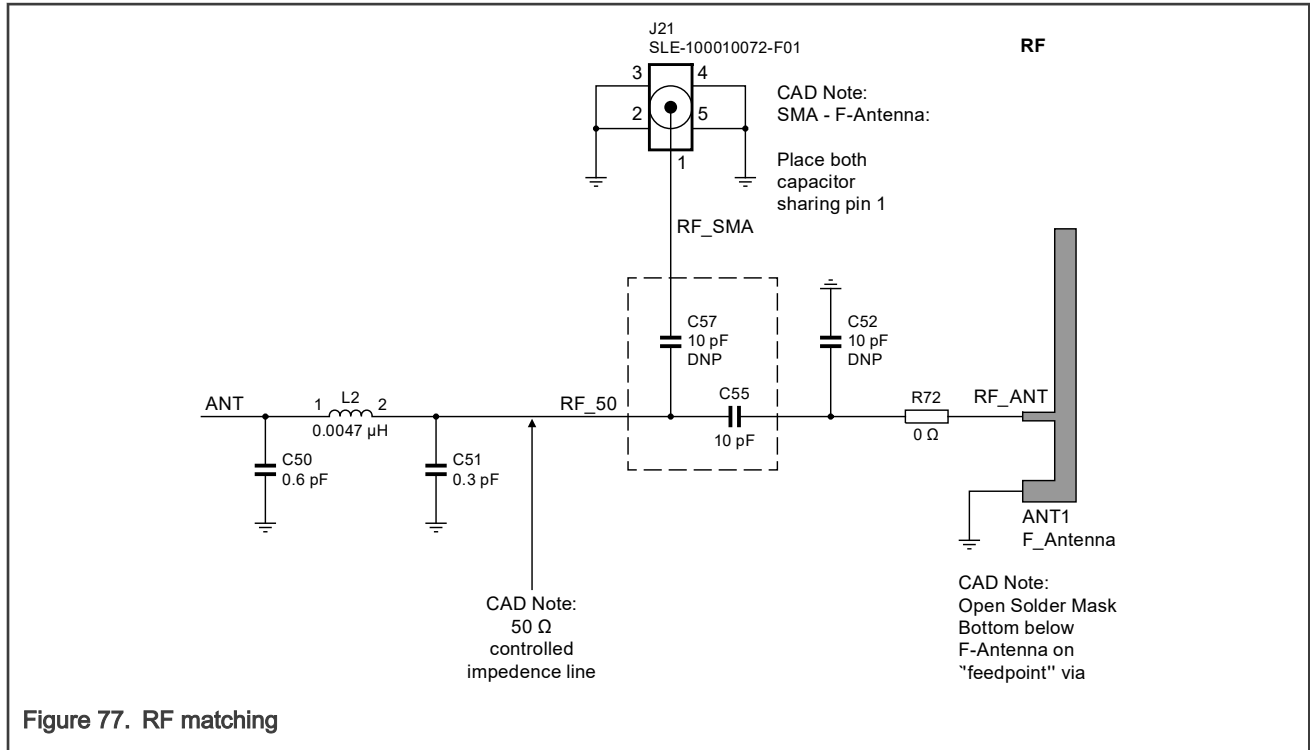 J21
SLE-100010072-F01
RF
3
4
2
5
1
CAD Note:
SMA - F-Antenna:
Place both
capacitor
sharing pin 1
RF_SMA
C57
10 pF
DNP
C52
10 pF
DNP
ANT
1
L2
2
0.0047 µH
RF_50
C55
10 pF
R72
0 Ω
RF_ANT
C50
0.6 pF
C51
0.3 pF
ANT1
F_Antenna
CAD Note:
50 Ω
controlled
impedence line
CAD Note:
Open Solder Mask
Bottom below
F-Antenna on
`'feedpoint'' via
Figure 77. RF matching